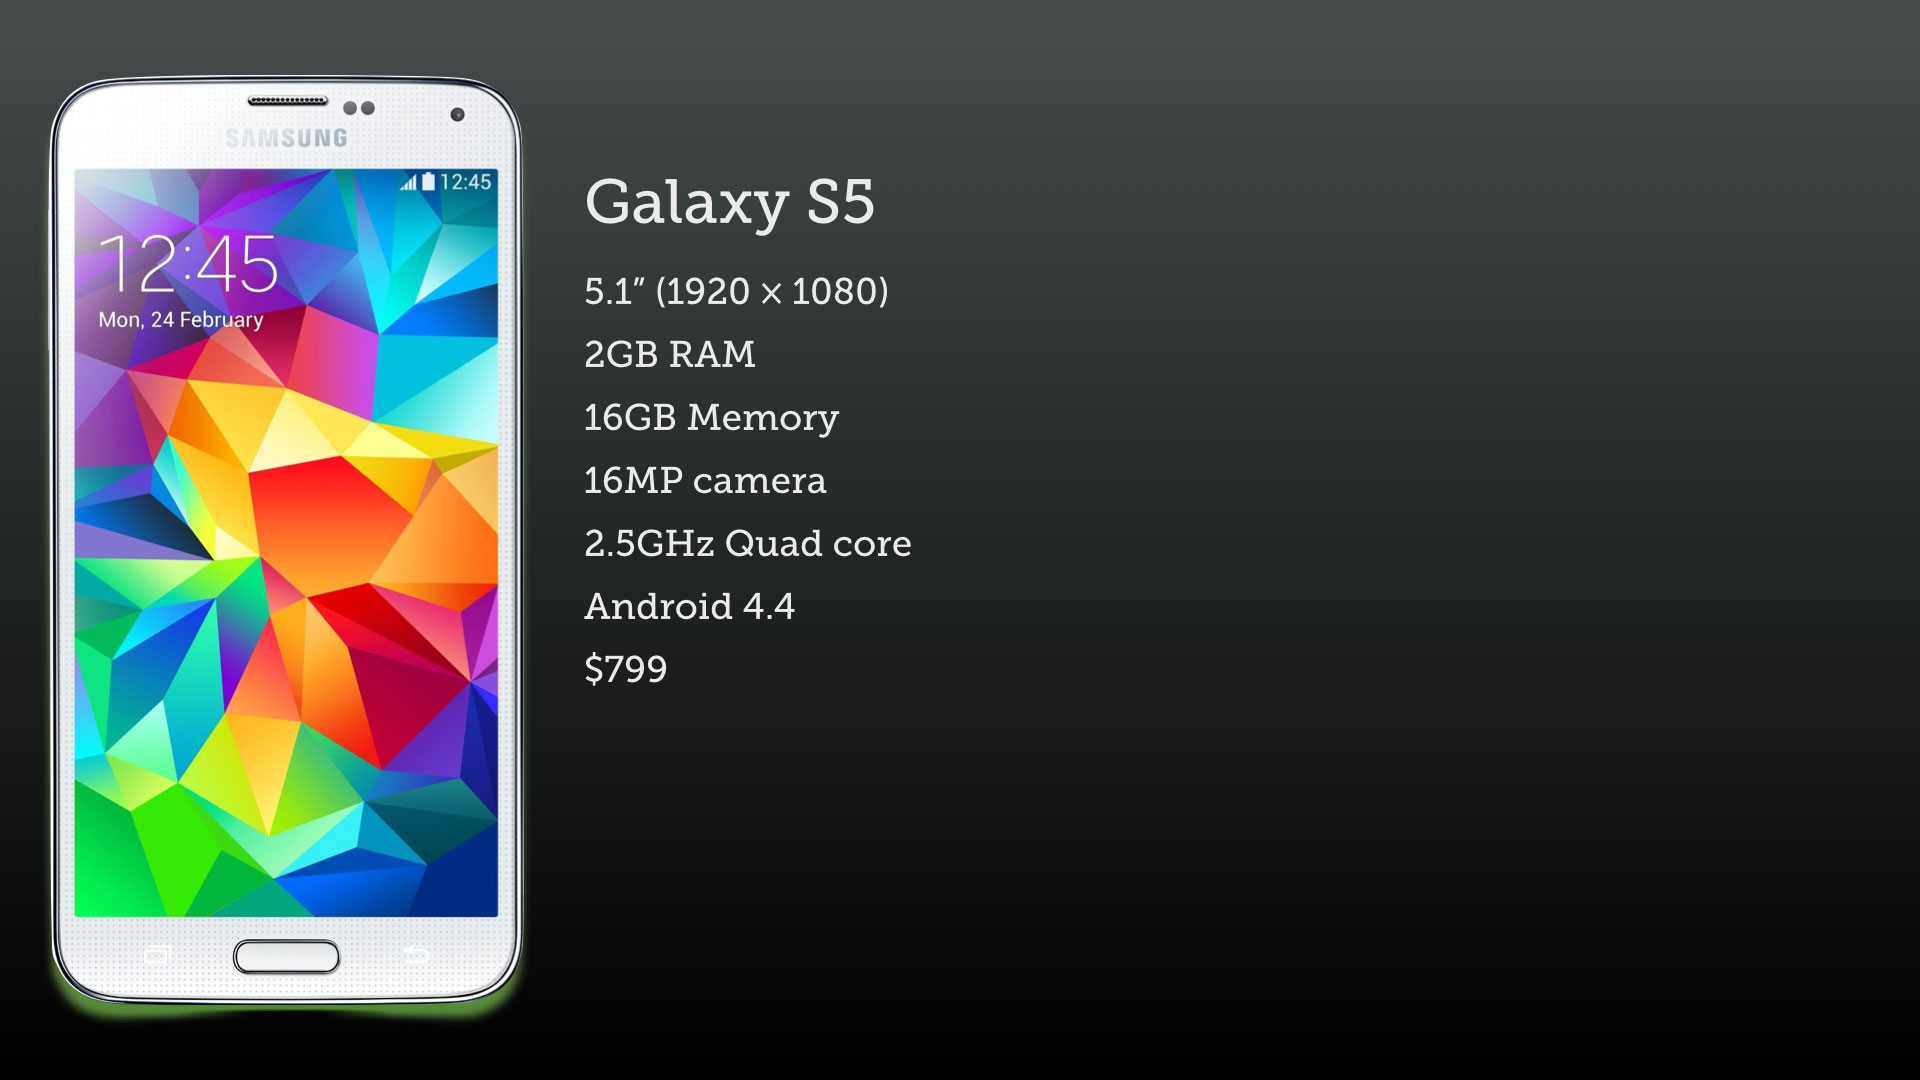 SAMSUNG
12:45
12:45
Mon, 24 February
Galaxy S5
5.1” (1920 × 1080)
2GB RAM
16GB Memory
16MP camera
2.5GHz Quad core
Android 4.4
$799